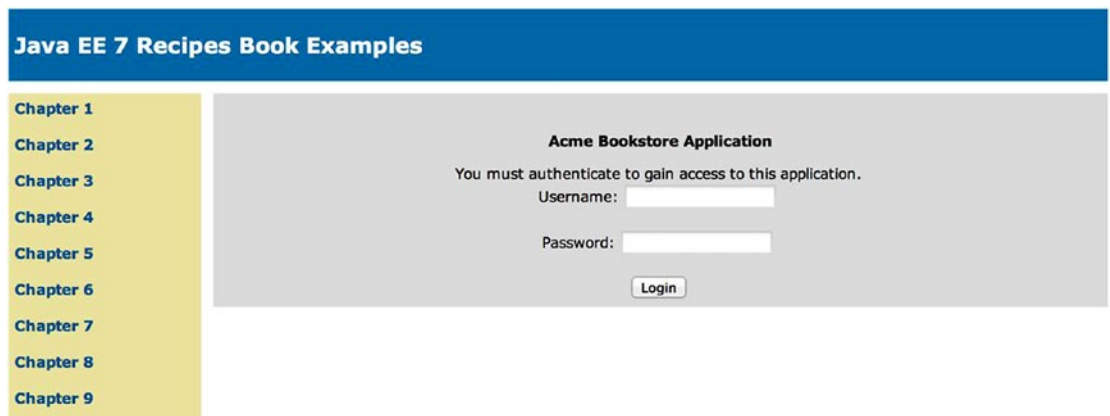 Java EE 7 Recipes Book Examples
Chapter 1
Chapter 2
Chapter 3
Chapter 4
Chapter 5
Chapter 6
Chapter 7
Chapter 8
Chapter 9
Acme Bookstore Application
You must authenticate to gain access to this application.
Username:
Password:
Login